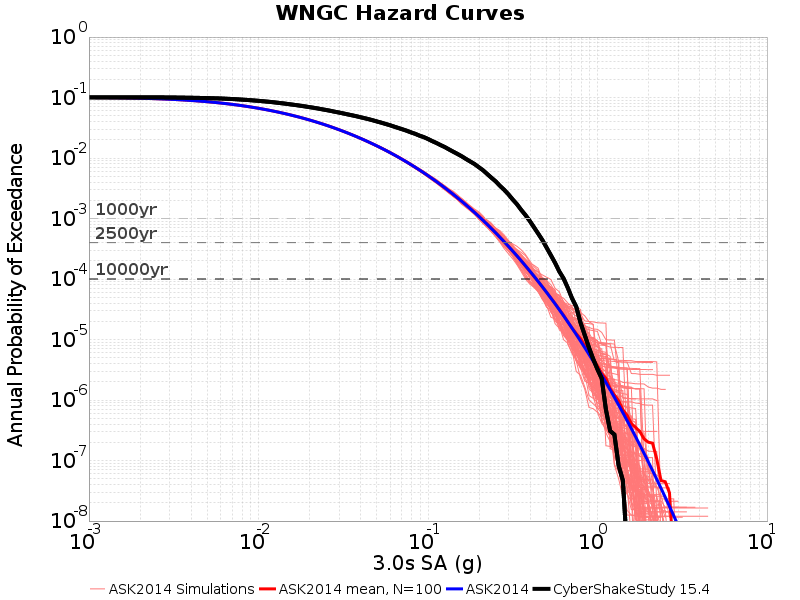 WNGC Hazard Curves
Annual Probability of Exceedance
10^0
10^-1
10^-2
10^-3
10^-4
10^-5
10^-6
10^-7
10^-8
1000yr
2500yr
10000yr
10^-3 10^-2 10^-1 10^0 10^1
3.0s SA (g)
ASK2014 Simulations ASK2014 mean, N=100 ASK2014 CyberShakeStudy 15.4